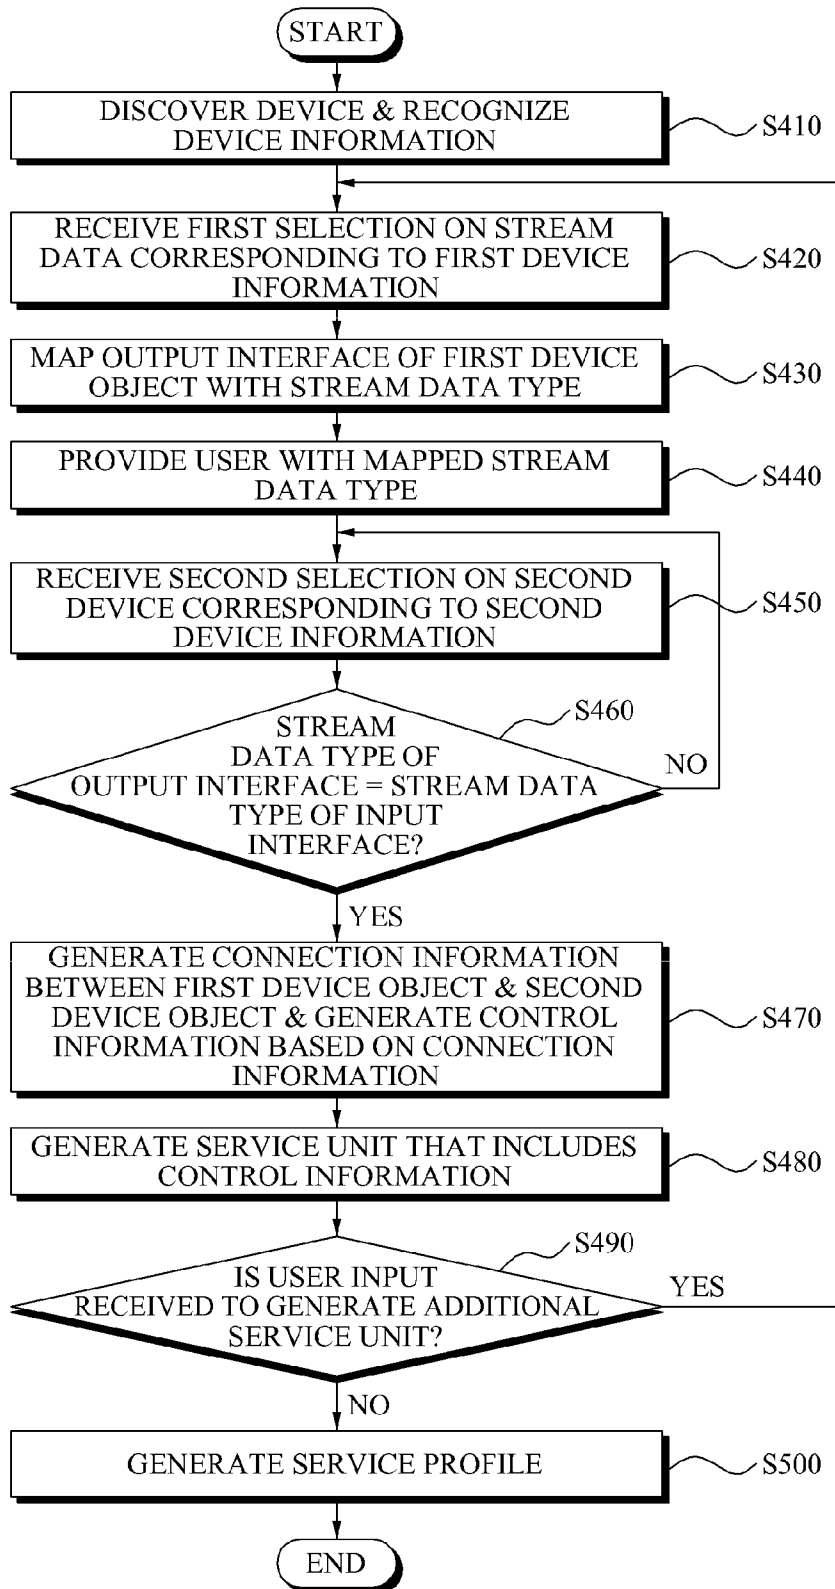 START
DISCOVER DEVICE & RECOGNIZE
DEVICE INFORMATION
S410
RECEIVE FIRST SELECTION ON STREAM
DATA CORRESPONDING TO FIRST DEVICE
INFORMATION
S420
MAP OUTPUT INTERFACE OF FIRST DEVICE
OBJECT WITH STREAM DATA TYPE
S430
PROVIDE USER WITH MAPPED STREAM
DATA TYPE
S440
RECEIVE SECOND SELECTION ON SECOND
DEVICE CORRESPONDING TO SECOND
DEVICE INFORMATION
S450
S460
STREAM
DATA TYPE OF
OUTPUT INTERFACE = STREAM DATA
TYPE OF INPUT
INTERFACE?
NO
YES
GENERATE CONNECTION INFORMATION
BETWEEN FIRST DEVICE OBJECT & SECOND
DEVICE OBJECT & GENERATE CONTROL
INFORMATION BASED ON CONNECTION
INFORMATION
S470
GENERATE SERVICE UNIT THAT INCLUDES
CONTROL INFORMATION
S480
S490
IS USER INPUT
RECEIVED TO GENERATE ADDITIONAL
SERVICE UNIT?
YES
NO
GENERATE SERVICE PROFILE
S500
END